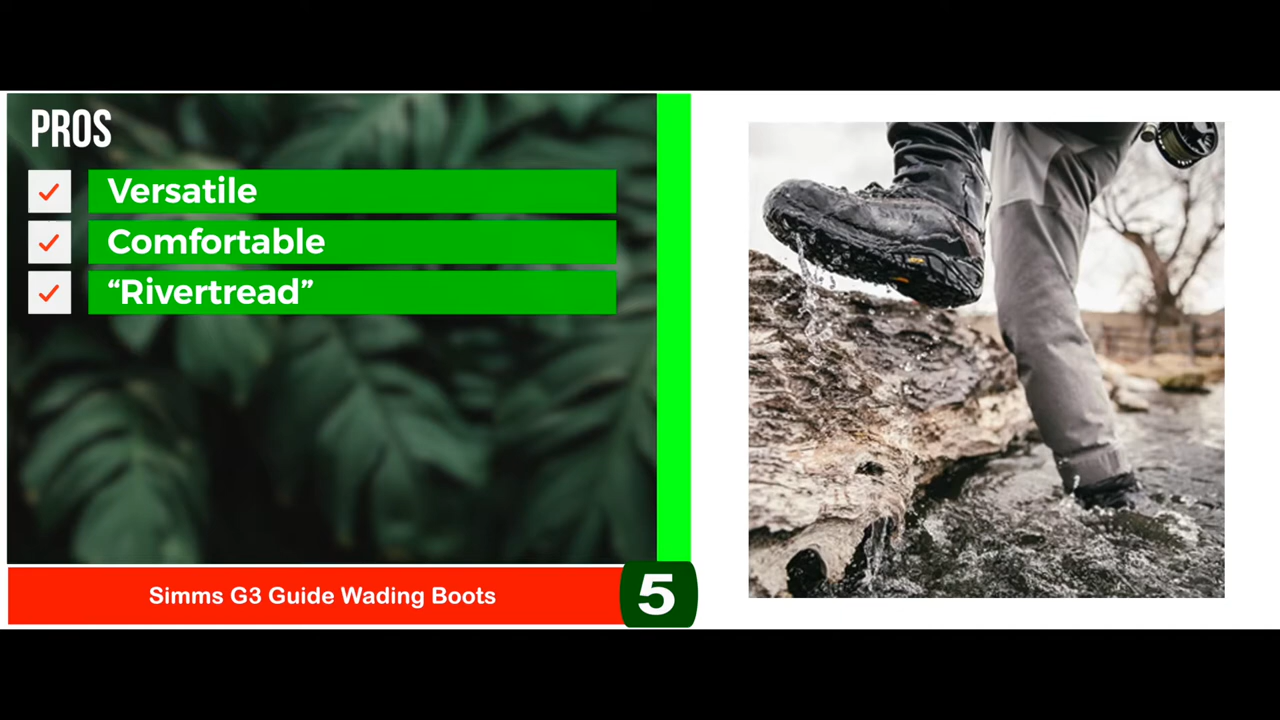 PROS
Versatile
Comfortable
“Rivertread”
Simms G3 Guide Wading Boots
5